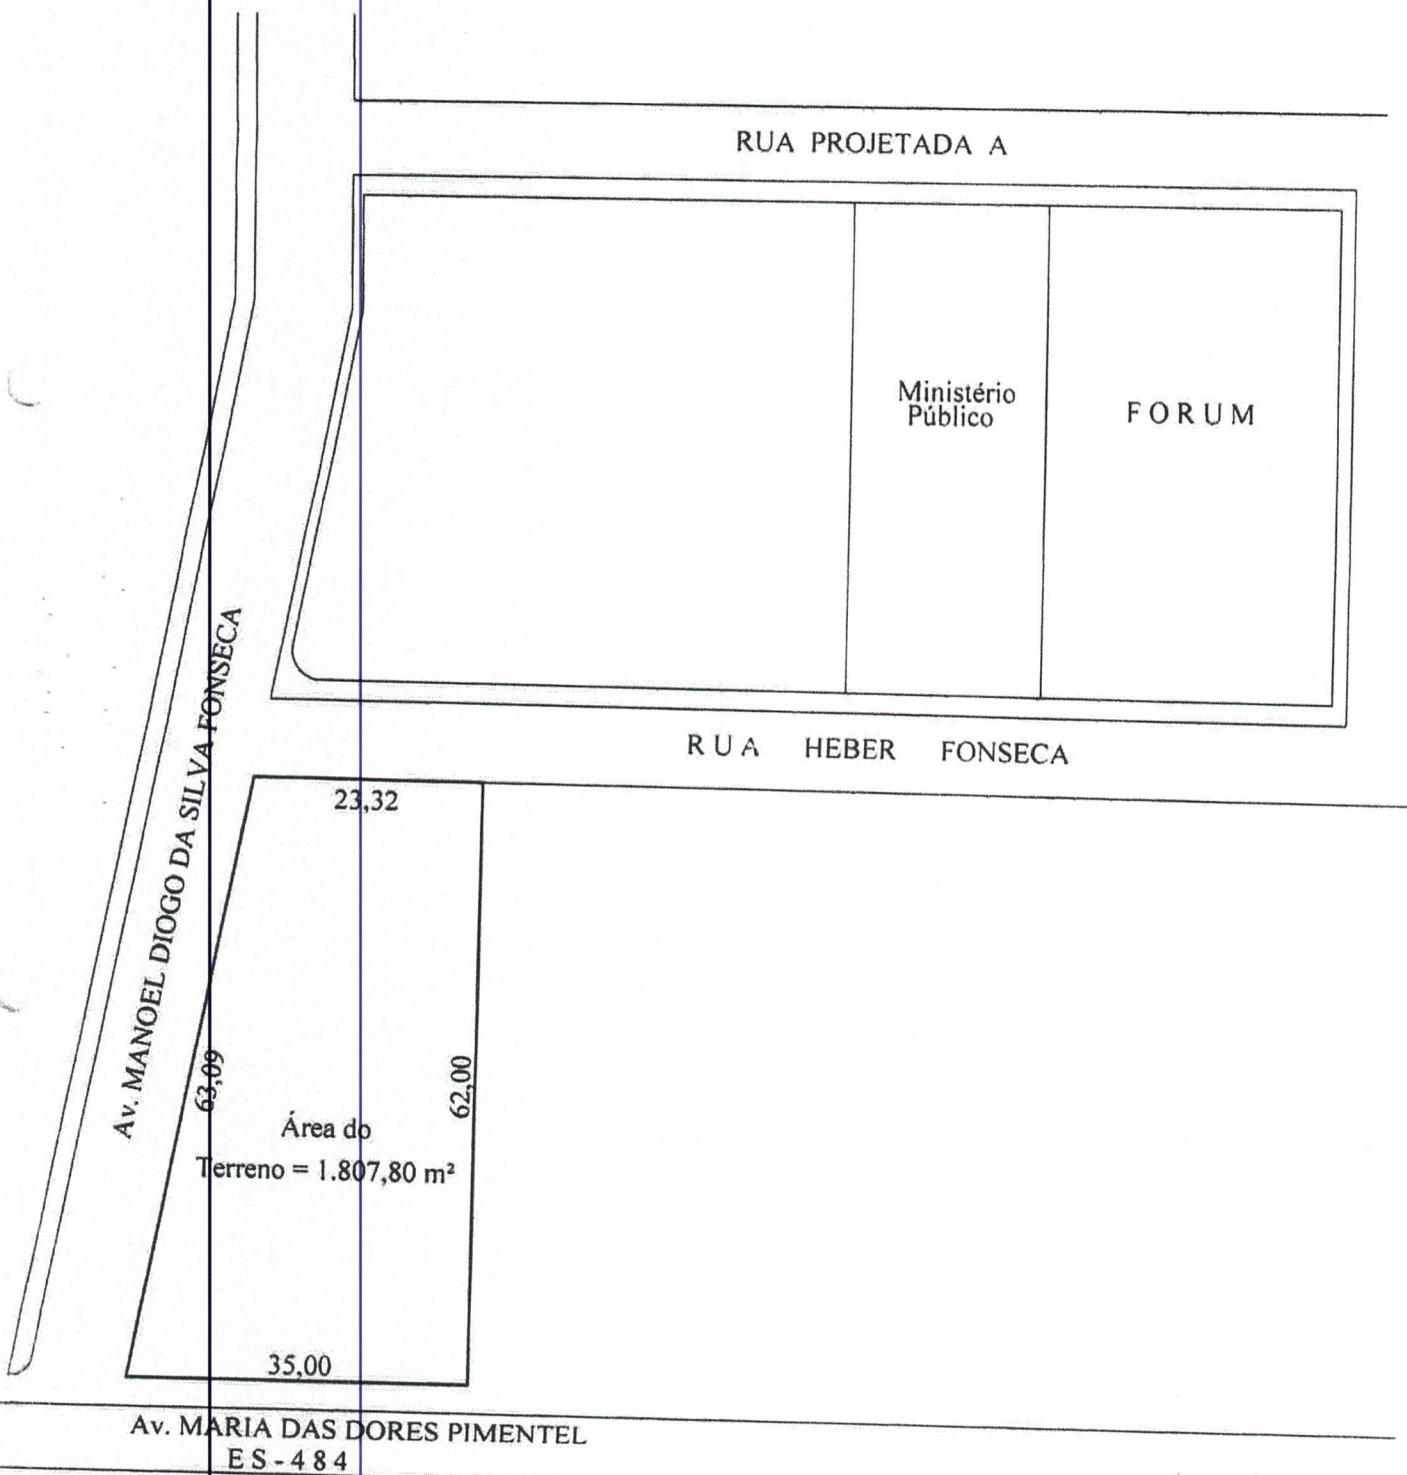 RUA PROJETADA A
Ministério
Público
FORUM
RUA HEBER FONSECA
Av. MANOEL DIOGO DA SILVA FONSECA
23,32
63,09
62,00
Área do
Terreno = 1.807,80 m²
35,00
Av. MARIA DAS DORES PIMENTEL
ES-484